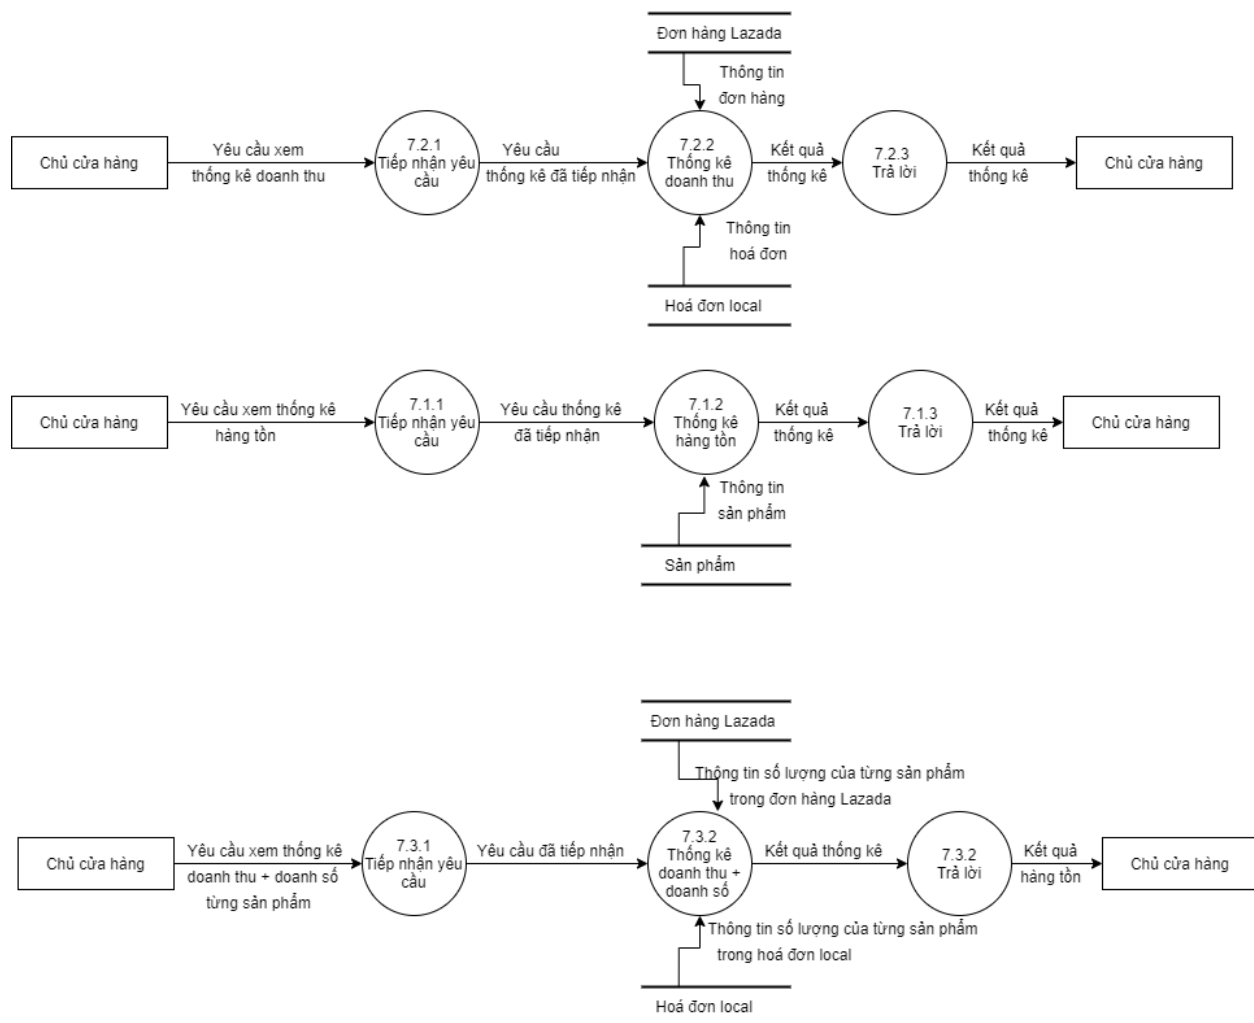 Đơn hàng Lazada
Thông tin
đơn hàng
Chủ cửa hàng
Yêu cầu xem
thống kê doanh thu
7.2.1
Tiếp nhận yêu
cầu
Yêu cầu
thống kê đã tiếp nhận
7.2.2
Thống kê
doanh thu
Kết quả
thống kê
7.2.3
Trả lời
Kết quả
thống kê
Chủ cửa hàng
Thông tin
hoá đơn
Hoá đơn local
Chủ cửa hàng
Yêu cầu xem thống kê
hàng tồn
7.1.1
Tiếp nhận yêu
cầu
Yêu cầu thống kê
đã tiếp nhận
7.1.2
Thống kê
hàng tồn
Kết quả
thống kê
7.1.3
Trả lời
Kết quả
thống kê
Chủ cửa hàng
Thông tin
sản phẩm
Sản phẩm
Đơn hàng Lazada
Thông tin số lượng của từng sản phẩm
trong đơn hàng Lazada
Chủ cửa hàng
Yêu cầu xem thống kê
doanh thu + doanh số
từng sản phẩm
7.3.1
Tiếp nhận yêu
cầu
Yêu cầu đã tiếp nhận
7.3.2
Thống kê
doanh thu +
doanh số
Kết quả thống kê
7.3.2
Trả lời
Kết quả
hàng tồn
Chủ cửa hàng
Thông tin số lượng của từng sản phẩm
trong hoá đơn local
Hoá đơn local